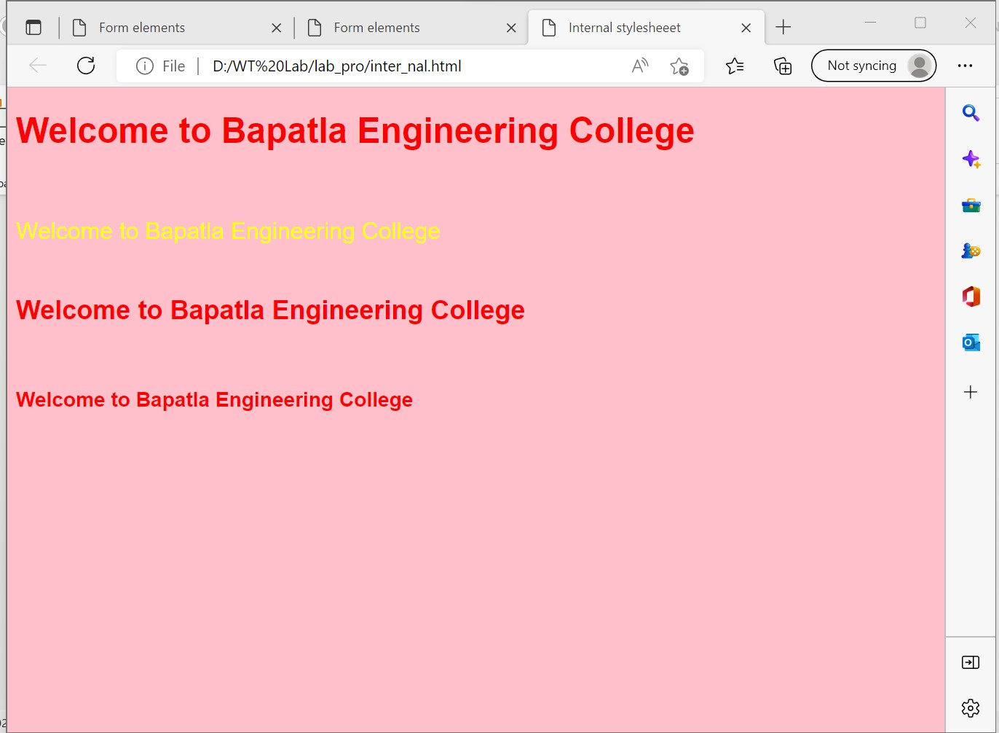 Form elements
Form elements
Internal stylesheeet
File
D:/WT%20Lab/lab_pro/inter_nal.html
Not syncing
Welcome to Bapatla Engineering College
Welcome to Bapatla Engineering College
Welcome to Bapatla Engineering College
Welcome to Bapatla Engineering College